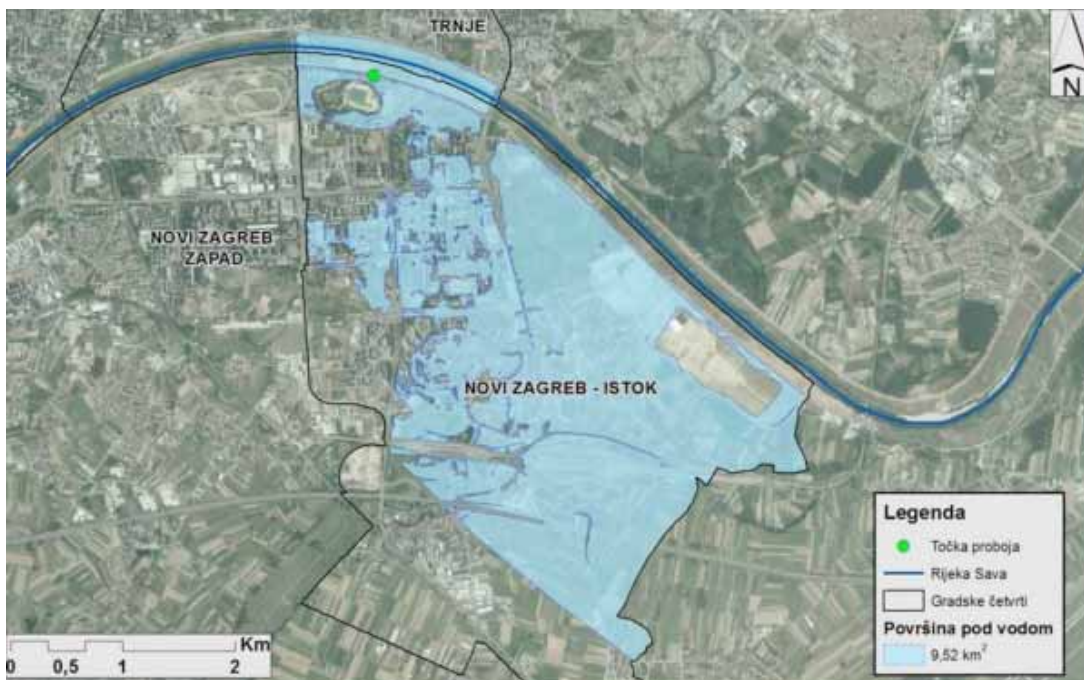 TRNJE
N
NOVI ZAGREB
ZAPAD
NOVI ZAGREB - ISTOK
Legenda
Točka proboja
Rijeka Sava
Gradske četvrti
Površina pod vodom
9,52 km²
Km
0 0,5 1 2